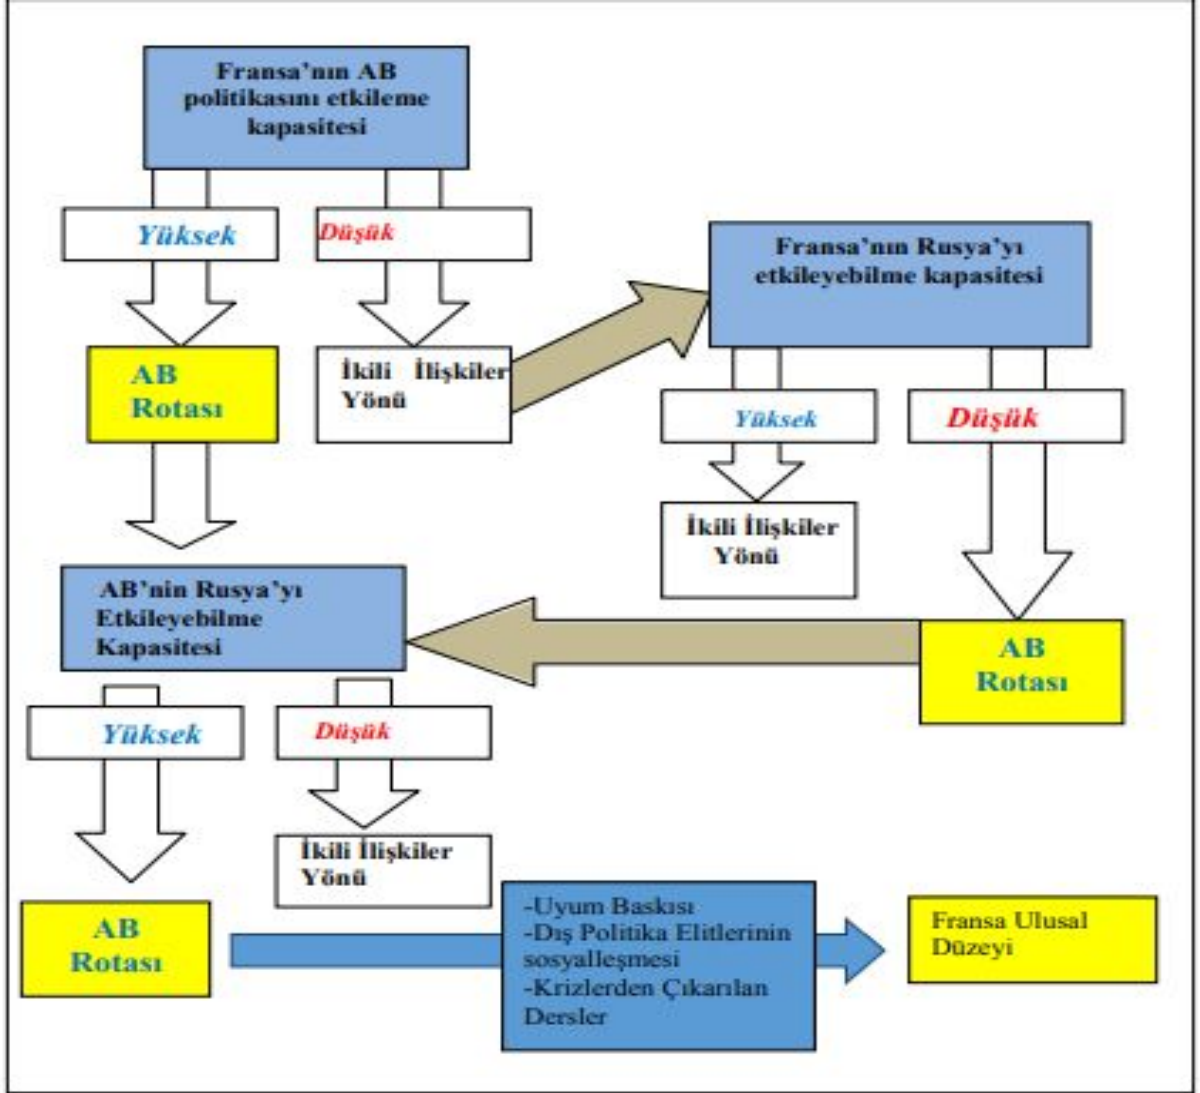 Fransa’nın AB
politikasını etkileme
kapasitesi
Yüksek
Düşük
AB
Rotası
İkili İlişkiler
Yönü
Fransa’nın Rusya’yı
etkileyebilme kapasitesi
Yüksek
Düşük
İkili İlişkiler
Yönü
AB
Rotası
AB’nin Rusya’yı
Etkileyebilme
Kapasitesi
Yüksek
Düşük
İkili İlişkiler
Yönü
AB
Rotası
-Uyum Baskısı
-Dış Politika Elitlerinin
sosyalleşmesi
-Krizlerden Çıkarılan
Dersler
Fransa Ulusal
Düzeyi